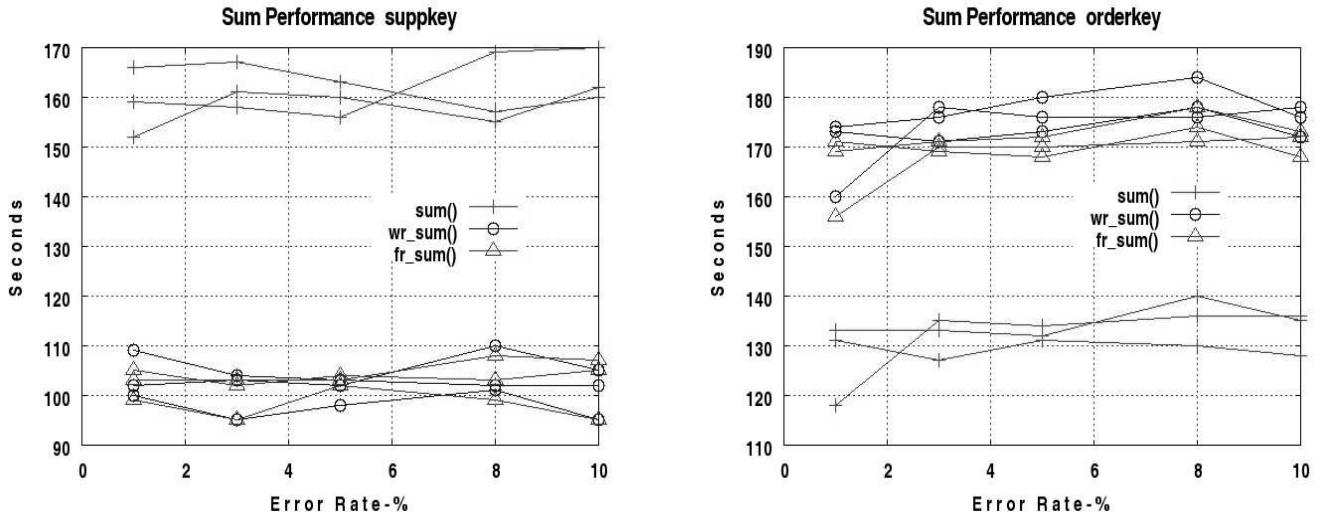 Sum Performance suppkey
170
160
150
140
130
120
110
100
90
Seconds
sum()
wr_sum()
fr_sum()
0 2 4 6 8 10
Error Rate-%
Sum Performance orderkey
190
180
170
160
150
140
130
120
110
Seconds
sum()
wr_sum()
fr_sum()
0 2 4 6 8 10
Error Rate-%